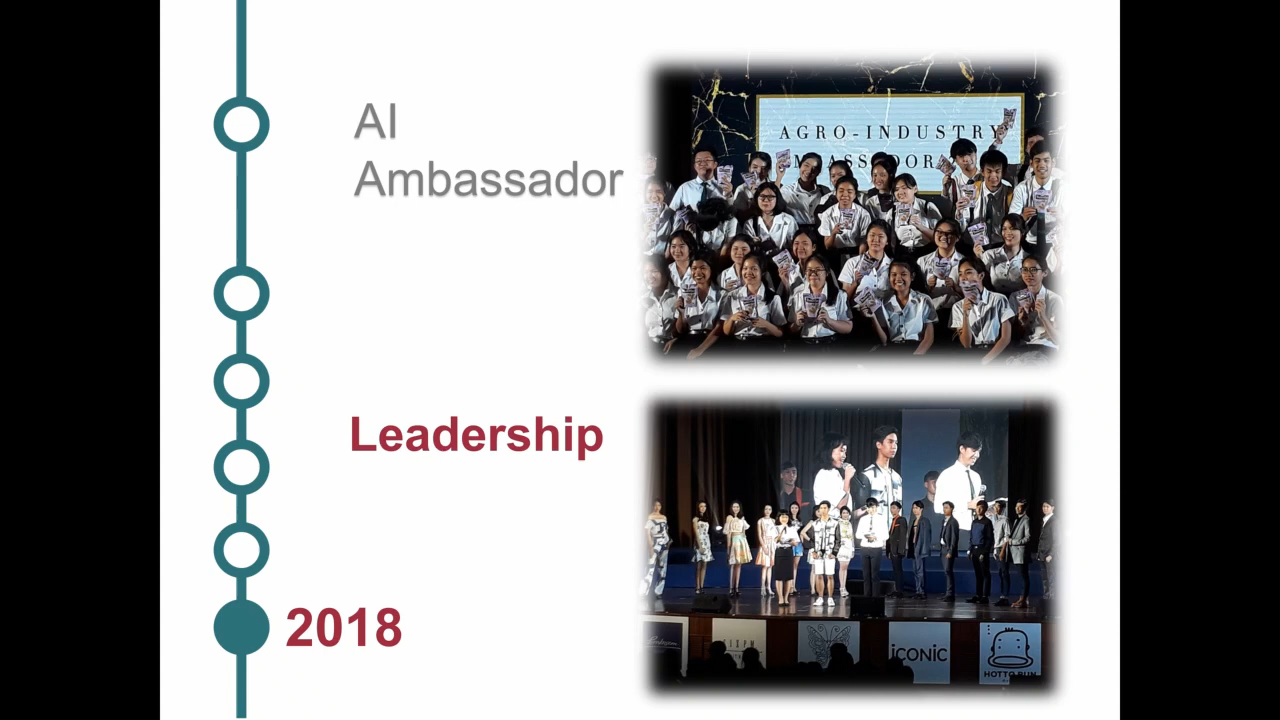 AI
Ambassador
AGRO-INDUSTRY
Leadership
2018
iCONiC
HOTTO BUN